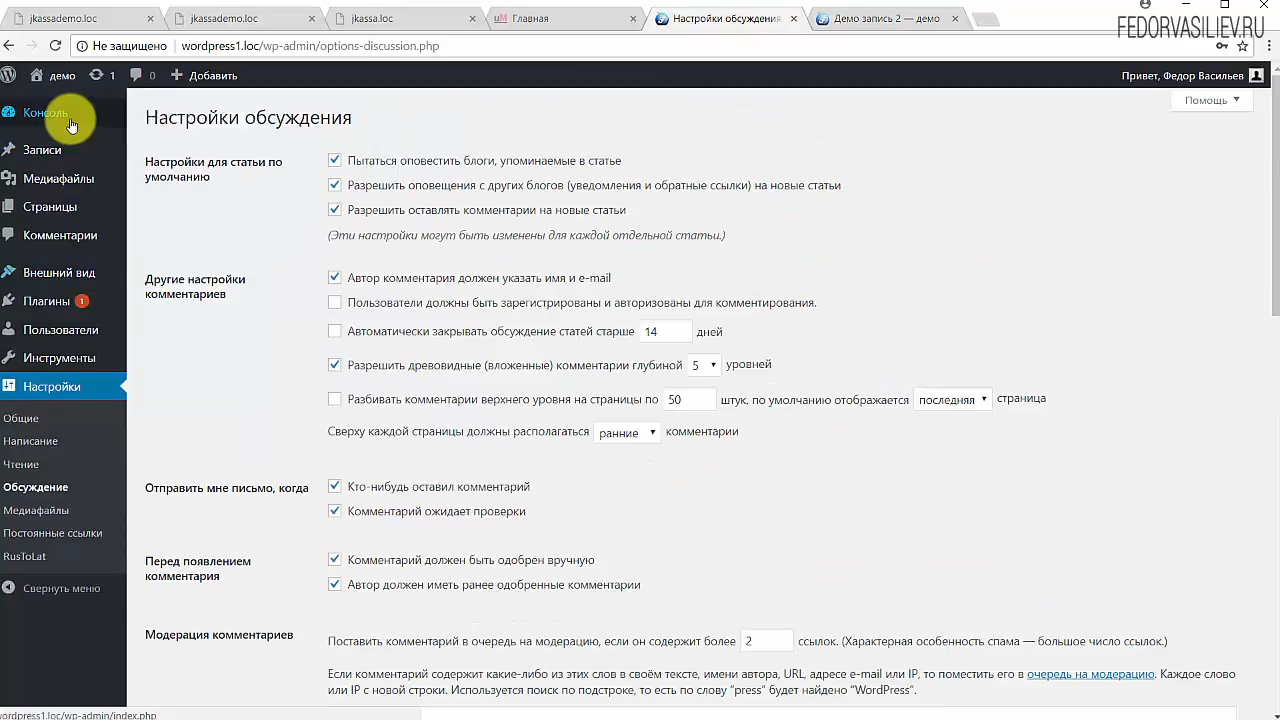 jkassademo.loc
jkassademo.loc
jkassa.loc
Главная
Настройки обсуждения
Демо запись 2 — демо
FEDORVASILIEV.RU
Не защищено
wordpress1.loc/wp-admin/options-discussion.php
демо
1
0
Добавить
Привет, Федор Васильев
Помощь
Консоль
Записи
Медиафайлы
Страницы
Комментарии
Внешний вид
Плагины 1
Пользователи
Инструменты
Настройки
Общие
Написание
Чтение
Обсуждение
Медиафайлы
Постоянные ссылки
RusToLat
Свернуть меню
Настройки обсуждения
Настройки для статьи по
умолчанию
Пытаться оповестить блоги, упоминаемые в статье
Разрешить оповещения с других блогов (уведомления и обратные ссылки) на новые статьи
Разрешить оставлять комментарии на новые статьи
(Эти настройки могут быть изменены для каждой отдельной статьи.)
Другие настройки
комментариев
Автор комментария должен указать имя и e-mail
Пользователи должны быть зарегистрированы и авторизованы для комментирования.
Автоматически закрывать обсуждение статей старше 14 дней
Разрешить древовидные (вложенные) комментарии глубиной 5 уровней
Разбивать комментарии верхнего уровня на страницы по 50 штук, по умолчанию отображается последняя страница
Сверху каждой страницы должны располагаться ранние комментарии
Отправить мне письмо, когда
Кто-нибудь оставил комментарий
Комментарий ожидает проверки
Перед появлением
комментария
Комментарий должен быть одобрен вручную
Автор должен иметь ранее одобренные комментарии
Модерация комментариев
Поставить комментарий в очередь на модерацию, если он содержит более 2 ссылок. (Характерная особенность спама — большое число ссылок.)
Если комментарий содержит какие-либо из этих слов в своём тексте, имени автора, URL, адресе e-mail или IP, то поместить его в очередь на модерацию. Каждое слово
или IP с новой строки. Используется поиск по подстроке, то есть по слову “press” будет найдено “WordPress”.
wordpress1.loc/wp-admin/index.php